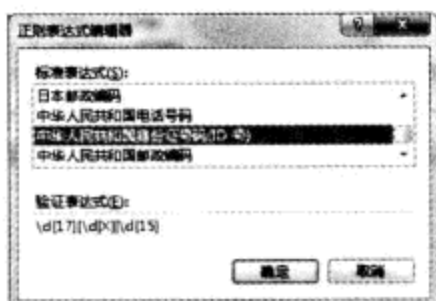 正则表达式编辑器
标准表达式(S):
日本邮政编码
中华人民共和国电话号码
中华人民共和国身份证号码(ID 号)
中华人民共和国邮政编码
验证表达式(E):
\d{17}[\d|X]|\d{15}
确定
取消